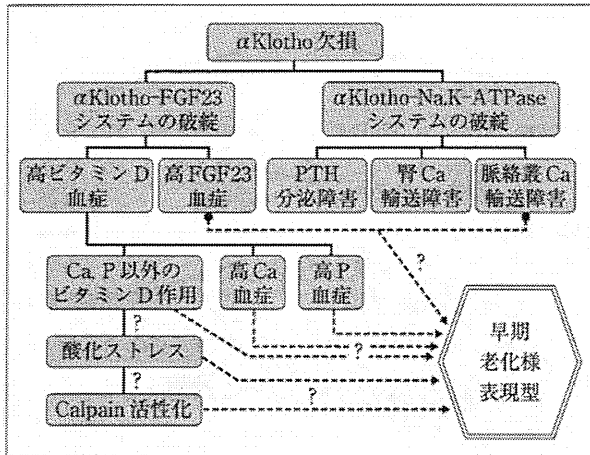 αKlotho 欠損
αKlotho-FGF23
システムの破綻
αKlotho-Na,K-ATPase
システムの破綻
高ビタミンD
血症
高FGF23
血症
PTH
分泌障害
腎Ca
輸送障害
脈絡叢Ca
輸送障害
?
Ca, P以外の
ビタミンD作用
高Ca
血症
高P
血症
?
?
酸化ストレス
?
Calpain 活性化
?
早期
老化様
表現型